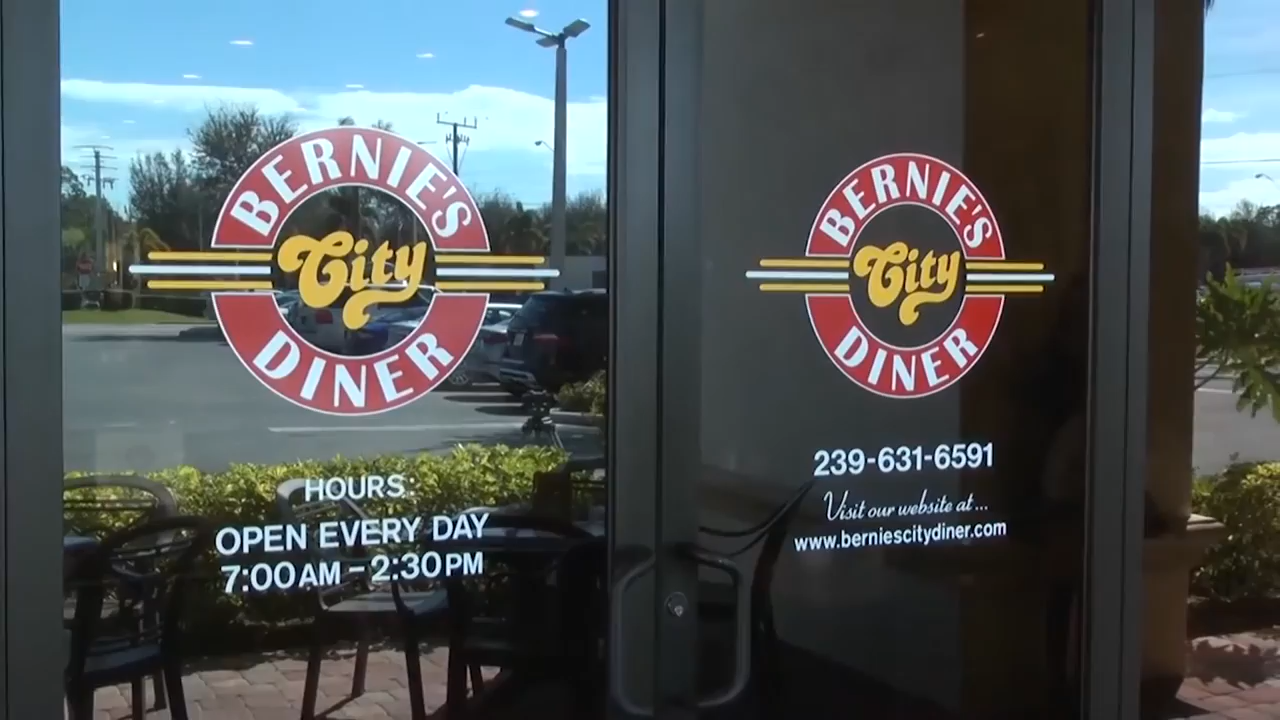 BERNIE'S
City
DINER
HOURS:
OPEN EVERY DAY
7:00AM - 2:30PM
BERNIE'S
City
DINER
239-631-6591
Visit our website at...
www.berniescitydiner.com